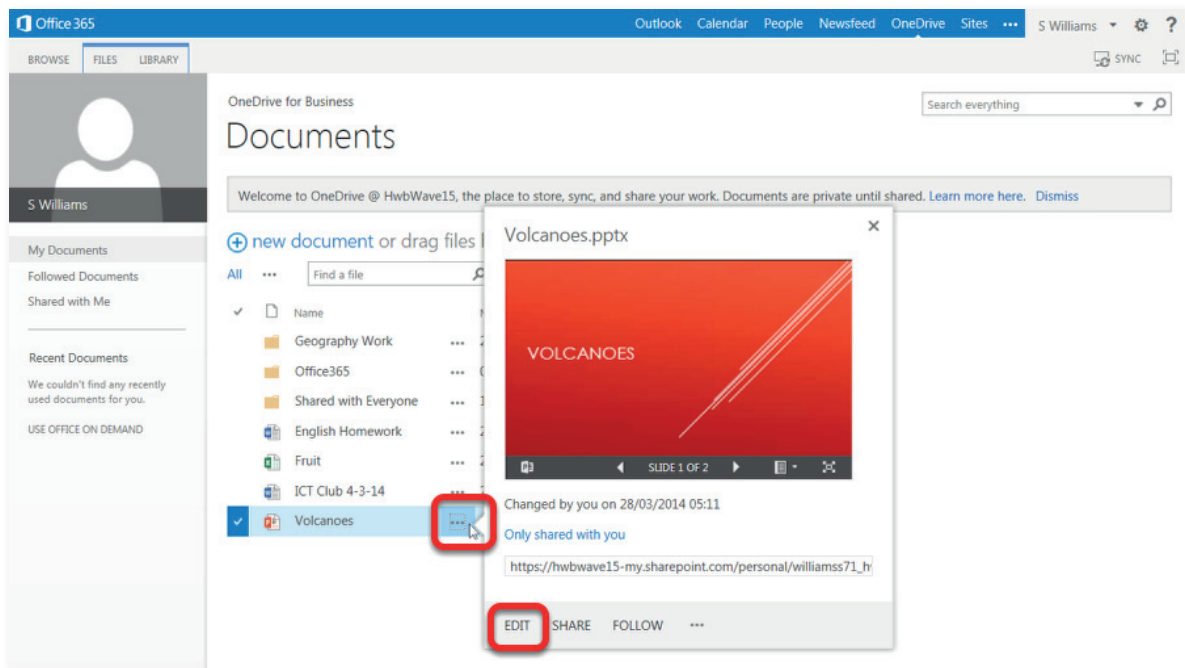 Office 365
Outlook Calendar People Newsfeed OneDrive Sites ••• S Williams ?
BROWSE FILES LIBRARY
SYNC
S Williams
My Documents
Followed Documents
Shared with Me
Recent Documents
We couldn't find any recently
used documents for you.
USE OFFICE ON DEMAND
OneDrive for Business
Documents
Search everything
Welcome to OneDrive @ HwbWave15, the place to store, sync, and share your work. Documents are private until shared. Learn more here. Dismiss
new document or drag files
All ••• Find a file
Name
Geography Work •••
Office365 •••
Shared with Everyone •••
English Homework •••
Fruit •••
ICT Club 4-3-14 •••
Volcanoes •••
Volcanoes.pptx
VOLCANOES
SLIDE 1 OF 2
Changed by you on 28/03/2014 05:11
Only shared with you
https://hwbwave15-my.sharepoint.com/personal/williamss71_h
EDIT SHARE FOLLOW •••